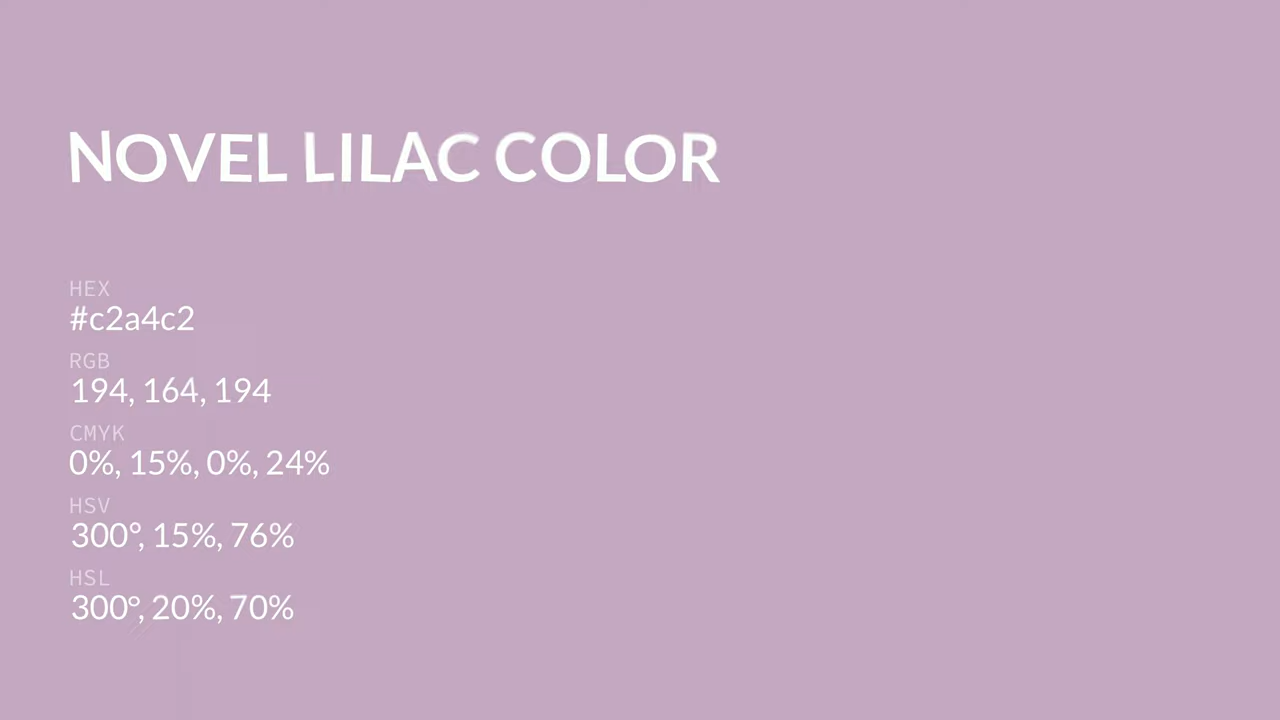 NOVEL LILAC COLOR
HEX
#c2a4c2
RGB
194, 164, 194
CMYK
0%, 15%, 0%, 24%
HSV
300°, 15%, 76%
HSL
300°, 20%, 70%